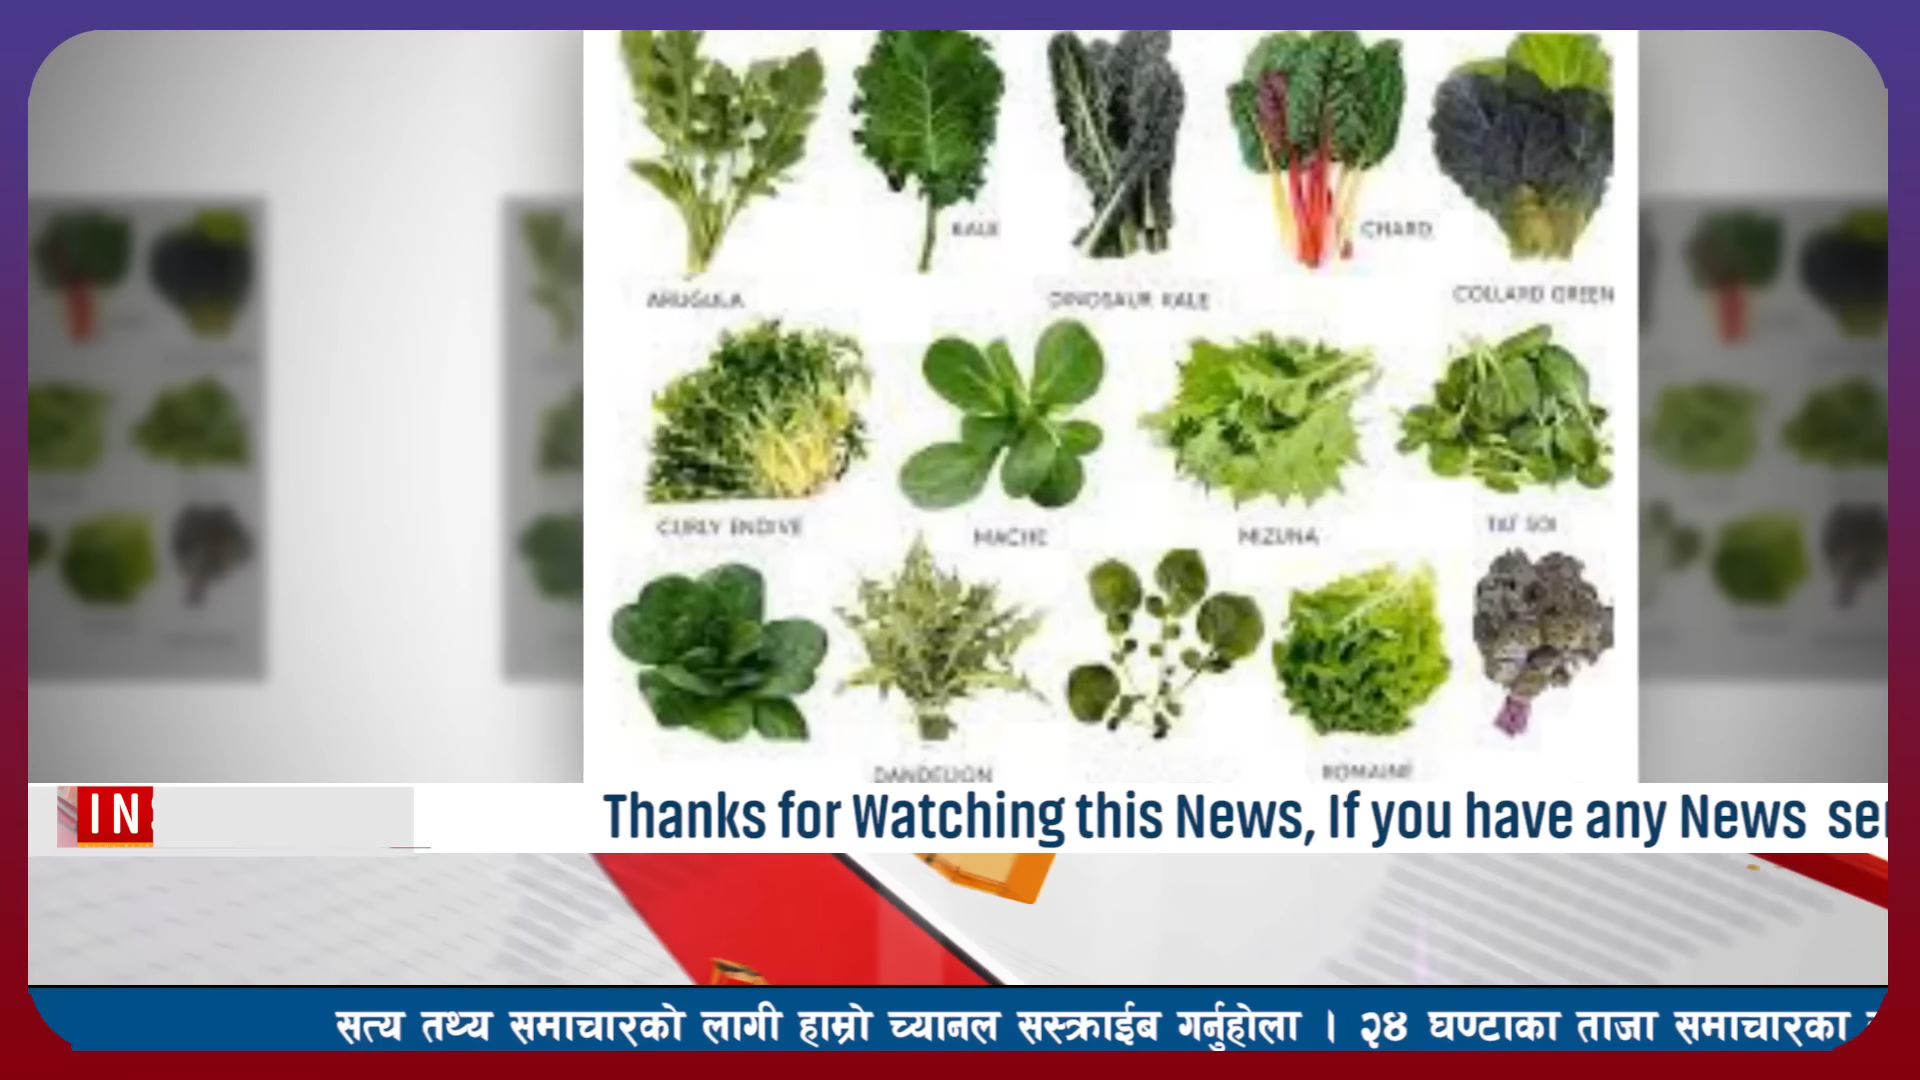 KALE
CHARD
ARUGULA
DINOSAUR KALE
COLLARD GREEN
CURLY ENDIVE
MACHE
MIZUNA
TAT SOI
DANDELION
ROMAINE
IN
Thanks for Watching this News, If you have any News se
सत्य तथ्य समाचारको लागी हाम्रो च्यानल सस्क्राईब गर्नुहोला । २४ घण्टाका ताजा समाचारका